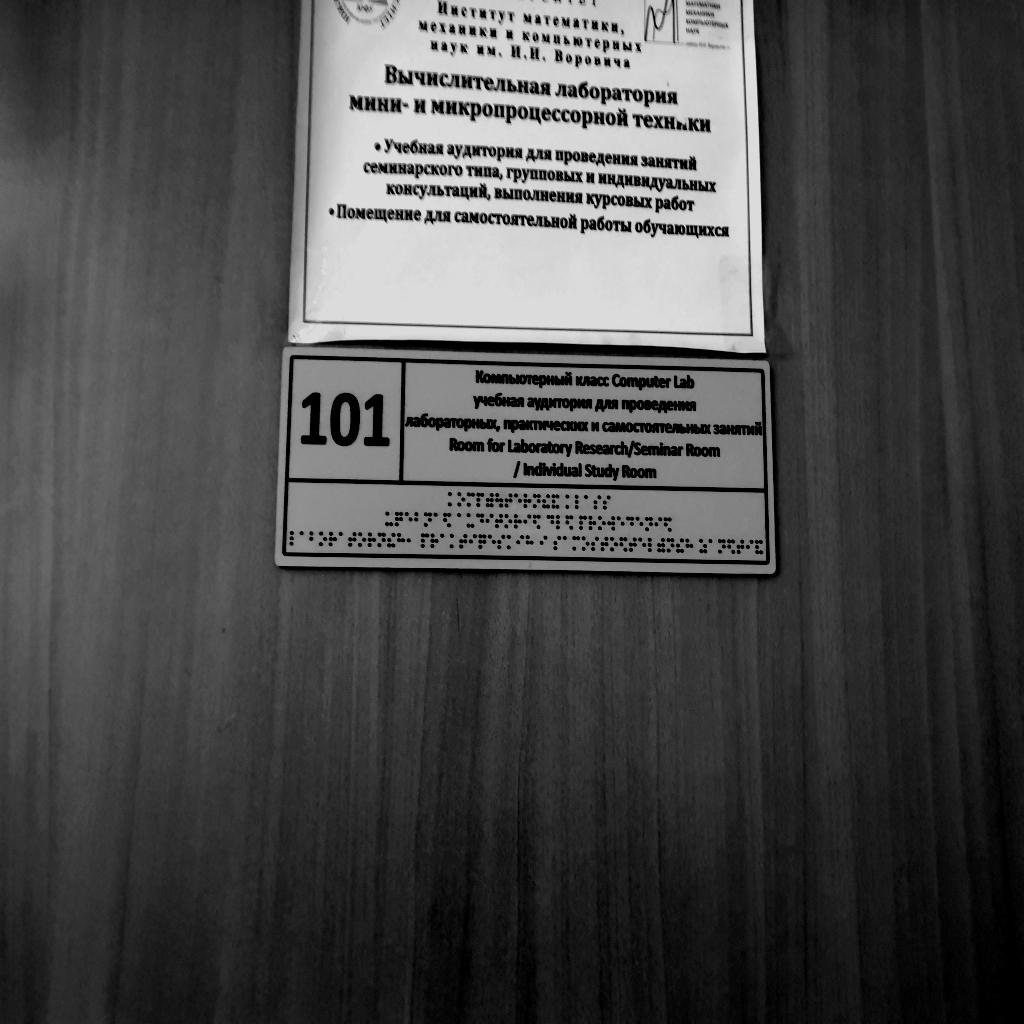 Институт математики,
механики и компьютерных
наук им. И.И. Воровича
Вычислительная лаборатория
мини- и микропроцессорной техники
• Учебная аудитория для проведения занятий
семинарского типа, групповых и индивидуальных
консультаций, выполнения курсовых работ
• Помещение для самостоятельной работы обучающихся
101
Компьютерный класс Computer Lab
учебная аудитория для проведения
лабораторных, практических и самостоятельных занятий
Room for Laboratory Research/Seminar Room
/ Individual Study Room